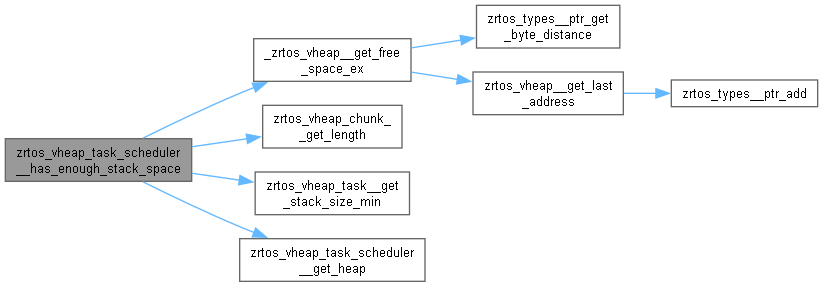 zrtos_vheap_task_scheduler
__has_enough_stack_space
_zrtos_vheap__get_free
_space_ex
zrtos_types__ptr_get
_byte_distance
zrtos_vheap__get_last
_address
zrtos_types__ptr_add
zrtos_vheap_chunk_
_get_length
zrtos_vheap_task__get
_stack_size_min
zrtos_vheap_task_scheduler
__get_heap